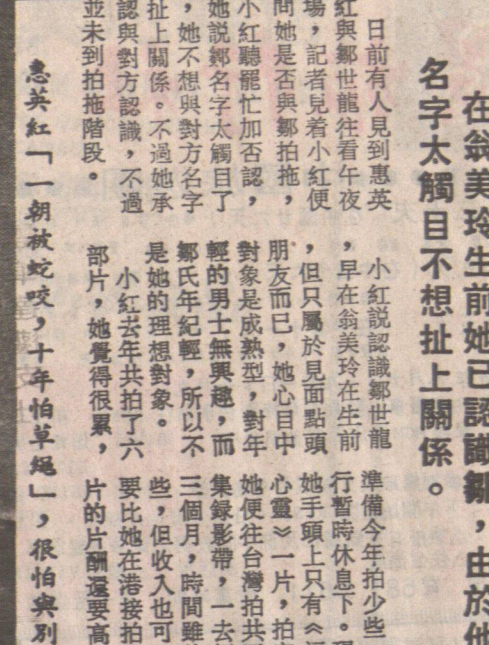 在翁美玲生前她已認識鄒,由於他
名字太觸目不想扯上關係。
日前有人見到惠英
紅與鄒世龍往看午夜
場,記者見着小紅便
問她是否與鄒拍拖,
小紅聽罷忙加否認,
她説鄒名字太觸目了
,她不想與對方名字
扯上關係。不過她承
認與對方認識,不過
並未到拍拖階段。
小紅説認識鄒世龍
,早在翁美玲在生前
,但只屬於見面點頭
朋友而已,她心目中
對象是成熟型,對年
輕的男士無興趣,而
鄒氏年紀輕,所以不
是她的理想對象。
小紅去年共拍了六
部片,她覺得很累,
準備今年拍少些
行暫時休息下。
她手頭上只有《
心靈》一片,拍
她便往台灣拍共
集録影帶,一去
三個月,時間雖
些,但收入也可
要比她在港接拍
片的片酬還要高
惠英紅「一朝被蛇咬,十年怕草繩」,很怕與別